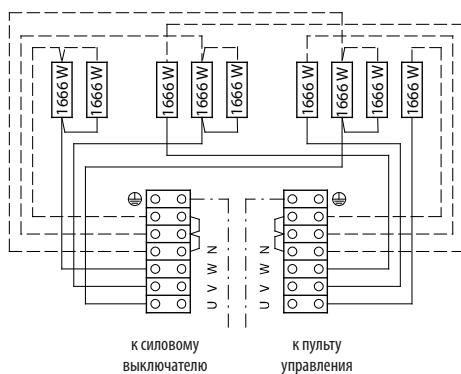 1666 W
1666 W
1666 W
1666 W
1666 W
1666 W
1666 W
1666 W
1666 W
U V W N
U V W N
к силовому
выключателю
к пульту
управления